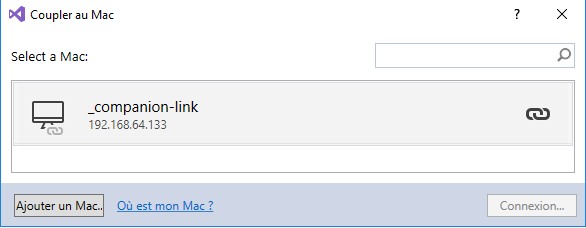 Coupler au Mac
Select a Mac:
_companion-link
192.168.64.133
Ajouter un Mac..
Où est mon Mac ?
Connexion...